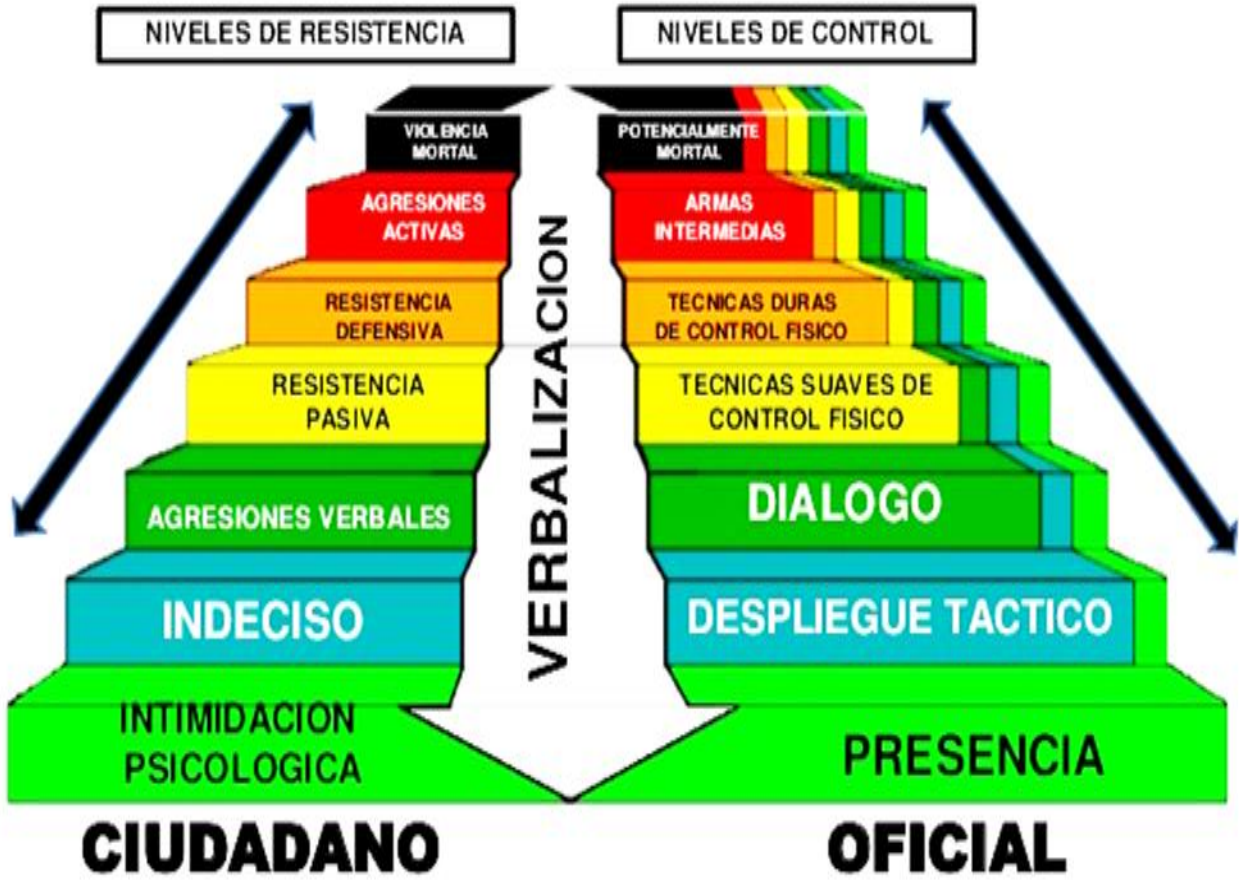 NIVELES DE RESISTENCIA
NIVELES DE CONTROL
VIOLENCIA
MORTAL
POTENCIALMENTE
MORTAL
AGRESIONES
ACTIVAS
ARMAS
INTERMEDIAS
RESISTENCIA
DEFENSIVA
TECNICAS DURAS
DE CONTROL FISICO
RESISTENCIA
PASIVA
TECNICAS SUAVES DE
CONTROL FISICO
AGRESIONES VERBALES
DIALOGO
INDECISO
DESPLIEGUE TACTICO
INTIMIDACION
PSICOLOGICA
PRESENCIA
VERBALIZACION
CIUDADANO
OFICIAL